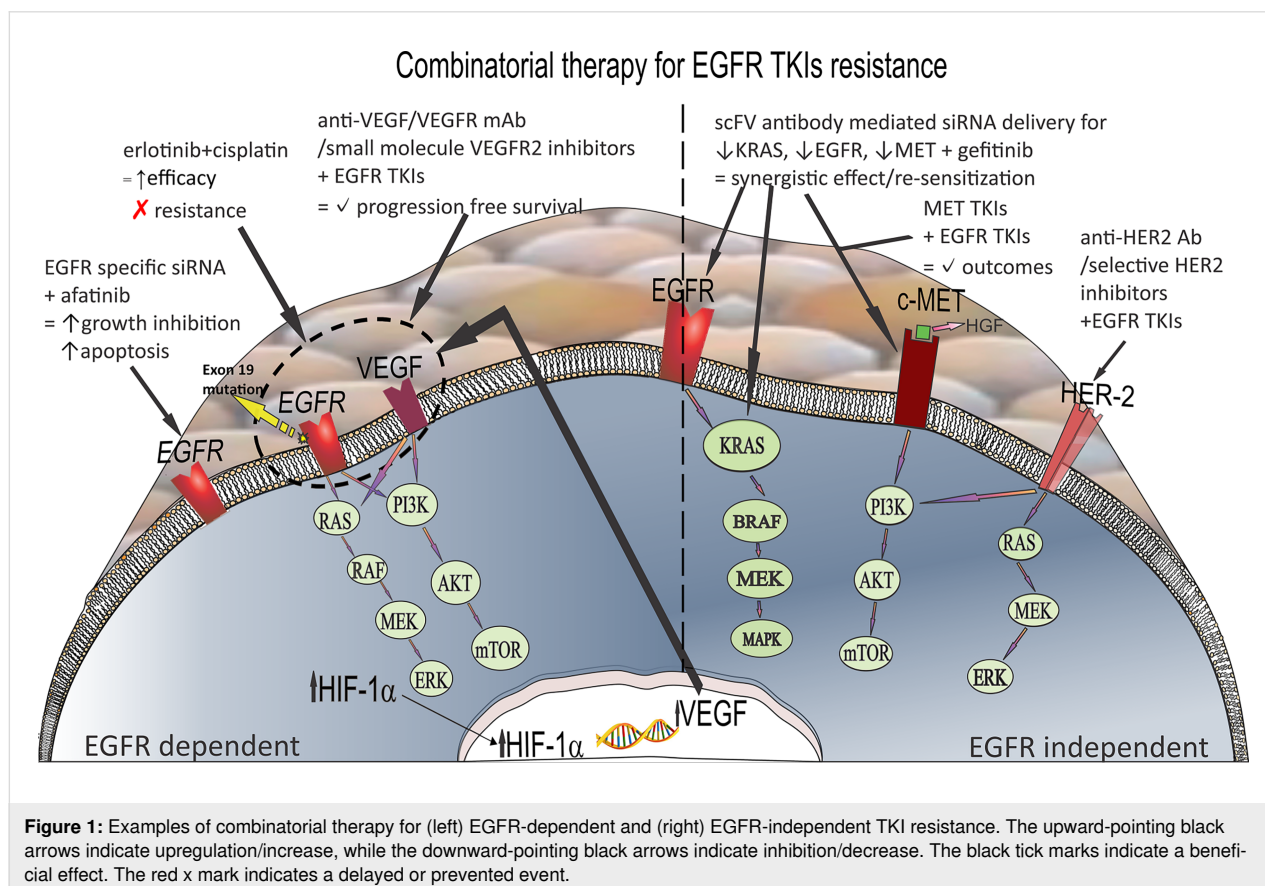 Combinatorial therapy for EGFR TKIs resistance
erlotinib+cisplatin
= ↑efficacy
✗ resistance
anti-VEGF/VEGFR mAb
/small molecule VEGFR2 inhibitors
+ EGFR TKIs
= ✓ progression free survival
scFV antibody mediated siRNA delivery for
↓KRAS, ↓EGFR, ↓MET + gefitinib
= synergistic effect/re-sensitization
MET TKIs
+ EGFR TKIs
= ✓ outcomes
anti-HER2 Ab
/selective HER2
inhibitors
+EGFR TKIs
EGFR specific siRNA
+ afatinib
= ↑growth inhibition
↑apoptosis
Exon 19
mutation
EGFR
EGFR
VEGF
EGFR
c-MET
HGF
HER-2
RAS
PI3K
RAF
AKT
MEK
mTOR
ERK
KRAS
BRAF
MEK
MAPK
PI3K
AKT
mTOR
RAS
MEK
ERK
↑HIF-1α
↑HIF-1α
↑VEGF
EGFR dependent
EGFR independent
Figure 1: Examples of combinatorial therapy for (left) EGFR-dependent and (right) EGFR-independent TKI resistance. The upward-pointing black
arrows indicate upregulation/increase, while the downward-pointing black arrows indicate inhibition/decrease. The black tick marks indicate a benefi-
cial effect. The red x mark indicates a delayed or prevented event.